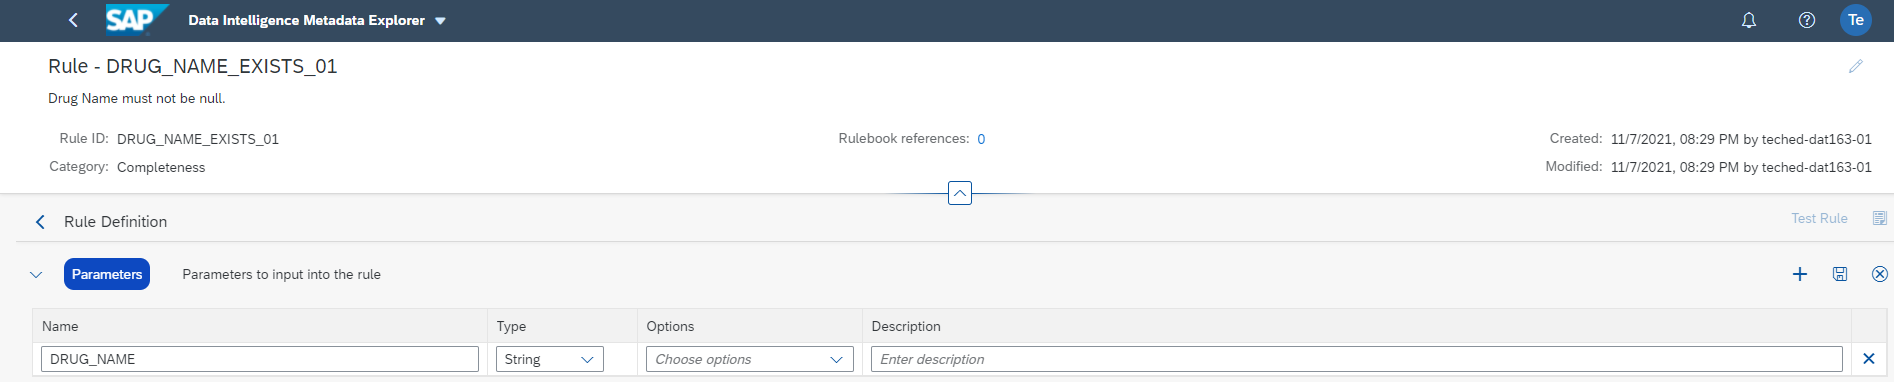 SAP Data Intelligence Metadata Explorer Te
Rule - DRUG_NAME_EXISTS_01
Drug Name must not be null.
Rule ID: DRUG_NAME_EXISTS_01 Rulebook references: 0 Created: 11/7/2021, 08:29 PM by teched-dat163-01
Category: Completeness Modified: 11/7/2021, 08:29 PM by teched-dat163-01
Rule Definition Test Rule
Parameters Parameters to input into the rule
Name Type Options Description
DRUG_NAME String Choose options Enter description